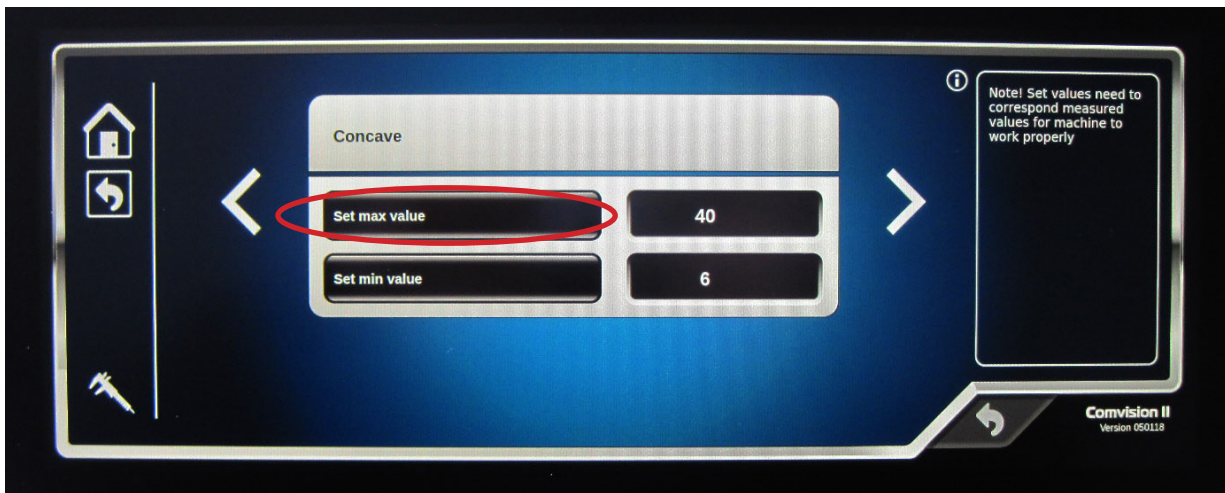 Concave
Set max value
40
Set min value
6
Note! Set values need to
correspond measured
values for machine to
work properly
Comvision II
Version 050118